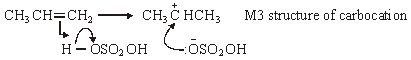 CH₃CH=CH₂ ⟶ CH₃C⁺HCH₃ M3 structure of carbocation
H—OSO₂OH :⁻OSO₂OH